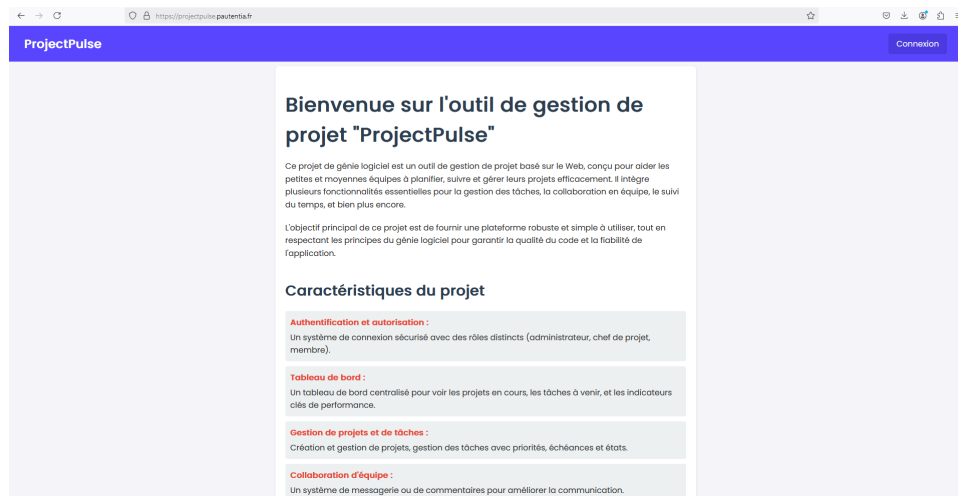 https://projectpulse.pautentia.fr
ProjectPulse
Connexion
Bienvenue sur l'outil de gestion de
projet "ProjectPulse"
Ce projet de génie logiciel est un outil de gestion de projet basé sur le Web, conçu pour aider les
petites et moyennes équipes à planifier, suivre et gérer leurs projets efficacement. Il intègre
plusieurs fonctionnalités essentielles pour la gestion des tâches, la collaboration en équipe, le suivi
du temps, et bien plus encore.
L'objectif principal de ce projet est de fournir une plateforme robuste et simple à utiliser, tout en
respectant les principes du génie logiciel pour garantir la qualité du code et la fiabilité de
l'application.
Caractéristiques du projet
Authentification et autorisation :
Un système de connexion sécurisé avec des rôles distincts (administrateur, chef de projet,
membre).
Tableau de bord :
Un tableau de bord centralisé pour voir les projets en cours, les tâches à venir, et les indicateurs
clés de performance.
Gestion de projets et de tâches :
Création et gestion de projets, gestion des tâches avec priorités, échéances et états.
Collaboration d'équipe :
Un système de messagerie ou de commentaires pour améliorer la communication.